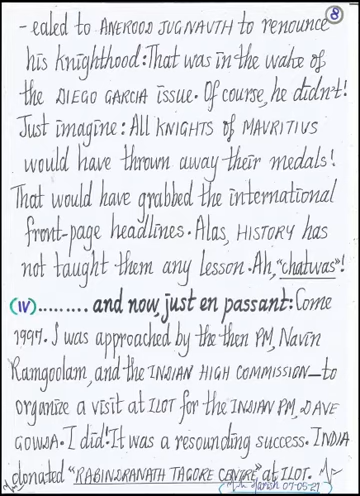 8
-ealed to ANEROOD JUGNAUTH to renounce
his knighthood: That was in the wake of
the DIEGO GARCIA issue. Of course, he didn't!
Just imagine: All KNIGHTS of MAURITIUS
would have thrown away their medals!
That would have grabbed the international
front-page headlines. Alas, HISTORY has
not taught them any lesson. Ah, "chatwas"!
(IV)......... and now, just en passant: Come
1997. I was approached by the then PM, Navin
Ramgoolam, and the INDIAN HIGH COMMISSION_to
organize a visit at ILOT for the INDIAN PM, DAVE
GOWDA. I did! It was a resounding success. INDIA
donated "RABINDRANATH TAGORE CENTRE" at ILOT.
07-05-21